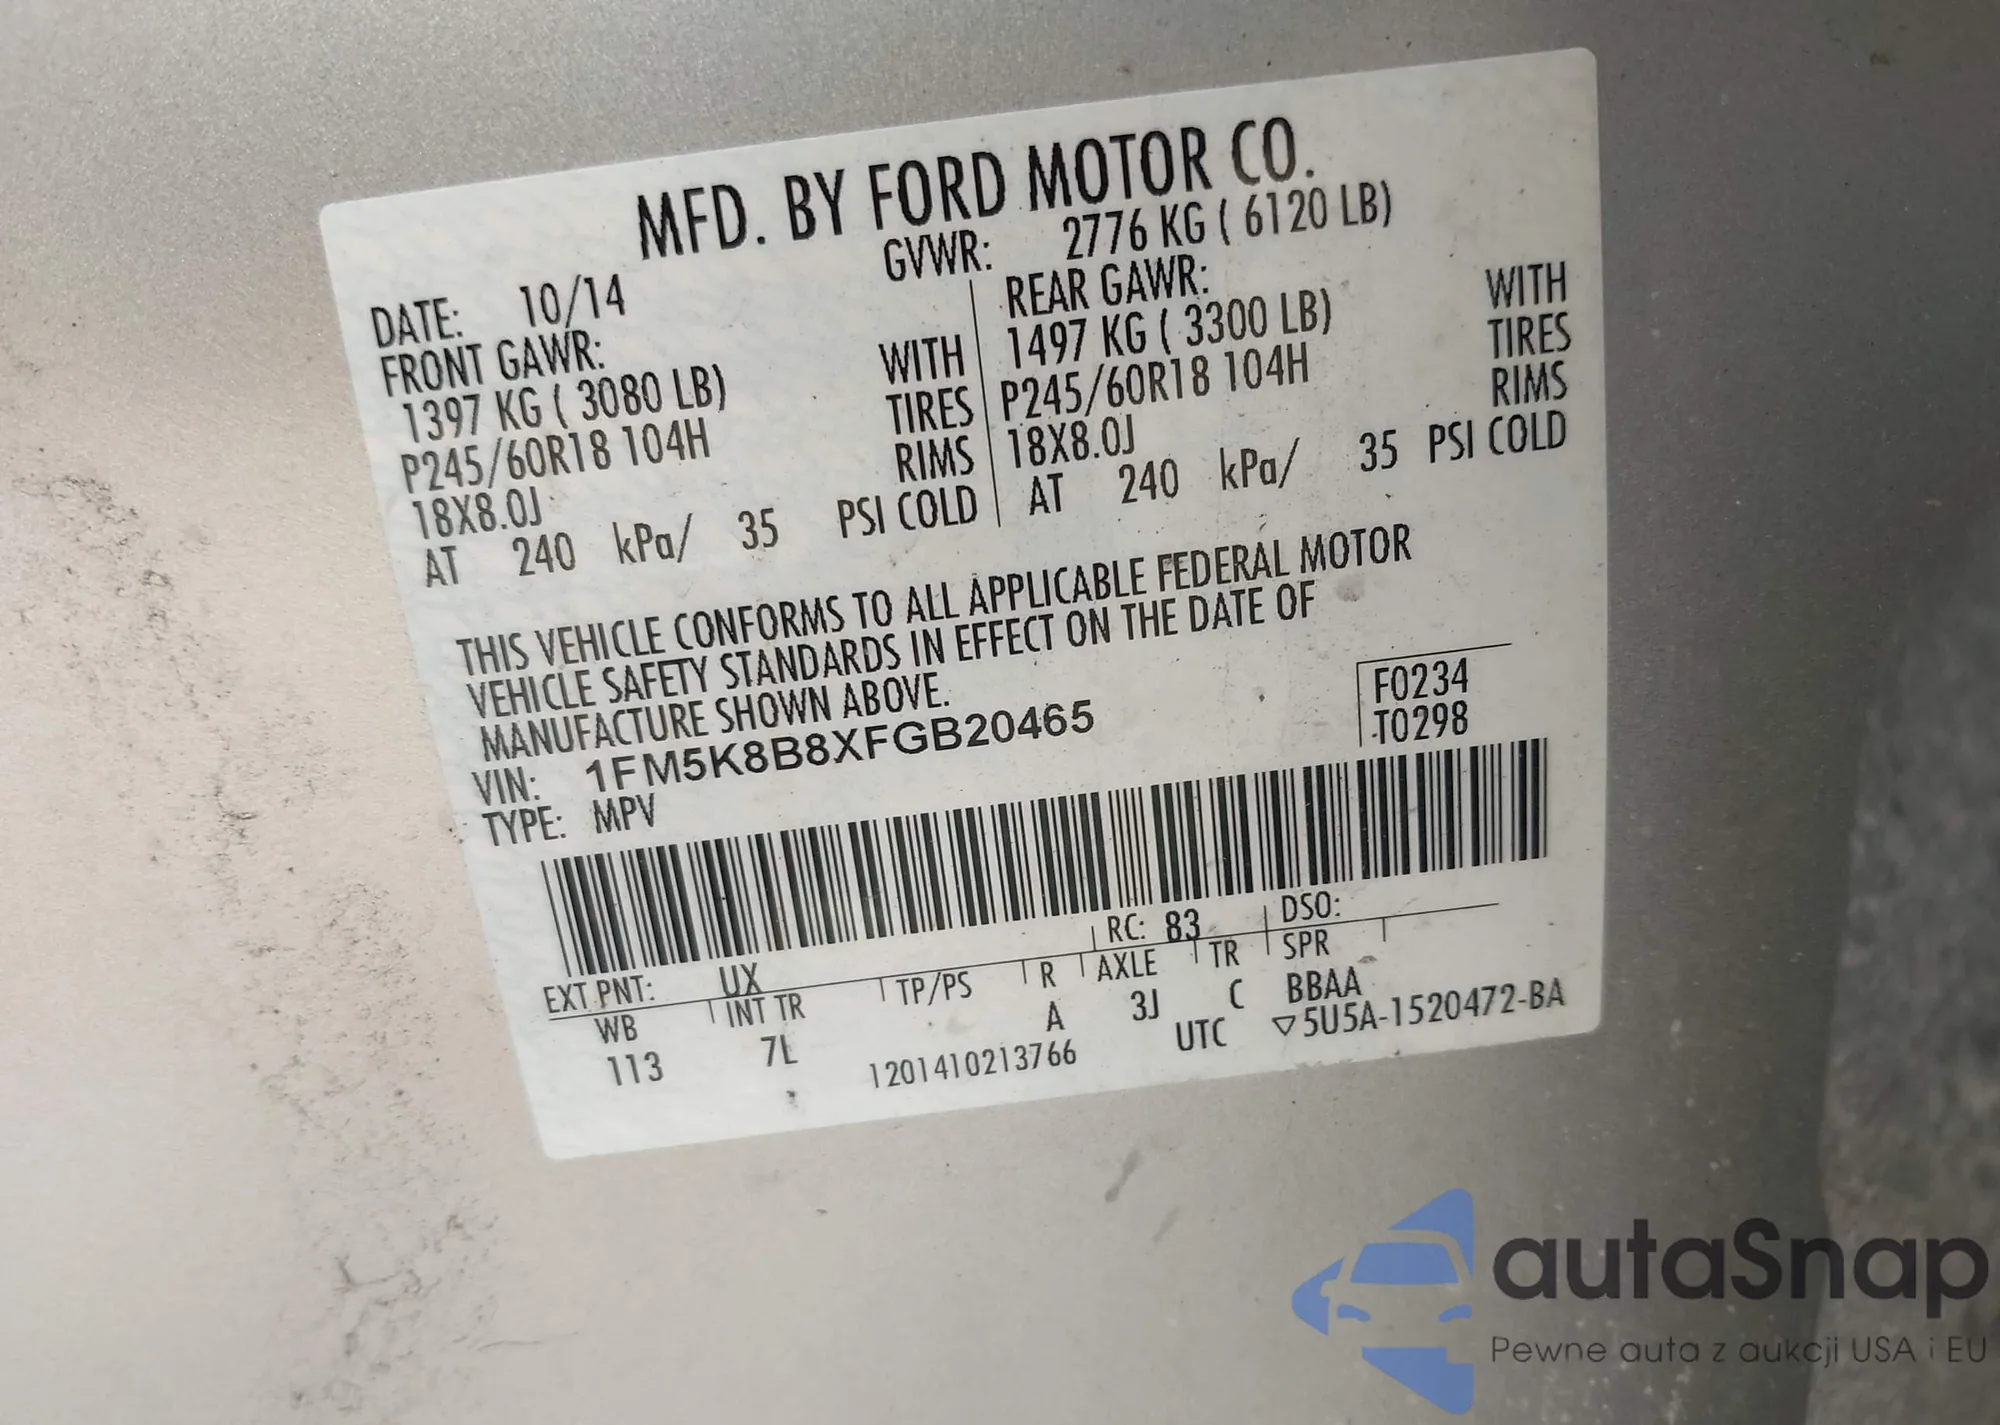 MFD. BY FORD MOTOR CO.
DATE: 10/14 GVWR: 2776 KG ( 6120 LB)
FRONT GAWR: REAR GAWR:
1397 KG ( 3080 LB) WITH 1497 KG ( 3300 LB) WITH
P245/60R18 104H TIRES P245/60R18 104H TIRES
18X8.0J RIMS 18X8.0J RIMS
AT 240 kPa/ 35 PSI COLD AT 240 kPa/ 35 PSI COLD
THIS VEHICLE CONFORMS TO ALL APPLICABLE FEDERAL MOTOR
VEHICLE SAFETY STANDARDS IN EFFECT ON THE DATE OF
MANUFACTURE SHOWN ABOVE.
VIN: 1FM5K8B8XFGB20465 F0234
TYPE: MPV T0298
EXT PNT: UX RC: 83 DSO:
WB INT TR TP/PS R AXLE TR SPR
113 7L A 3J C BBAA
1201410213766 UTC ▽5U5A-1520472-BA
autaSnap
Pewne auta z aukcji USA i EU